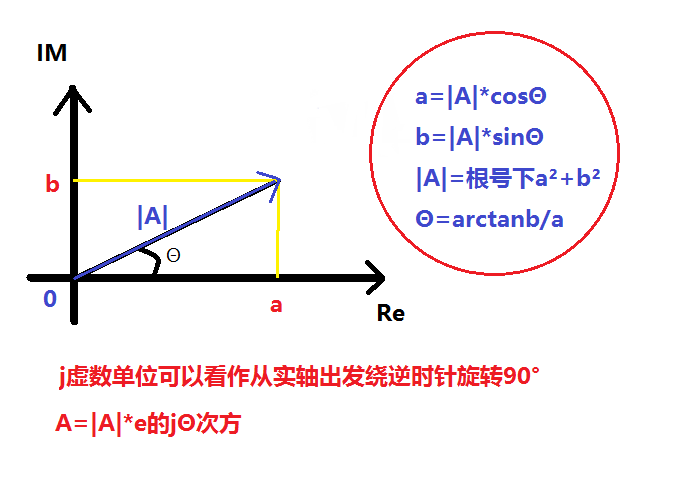 IM
a=|A|*cosΘ
b=|A|*sinΘ
|A|=根号下a²+b²
Θ=arctanb/a
b
|A|
Θ
0
a
Re
j虚数单位可以看作从实轴出发绕逆时针旋转90°
A=|A|*e的jΘ次方